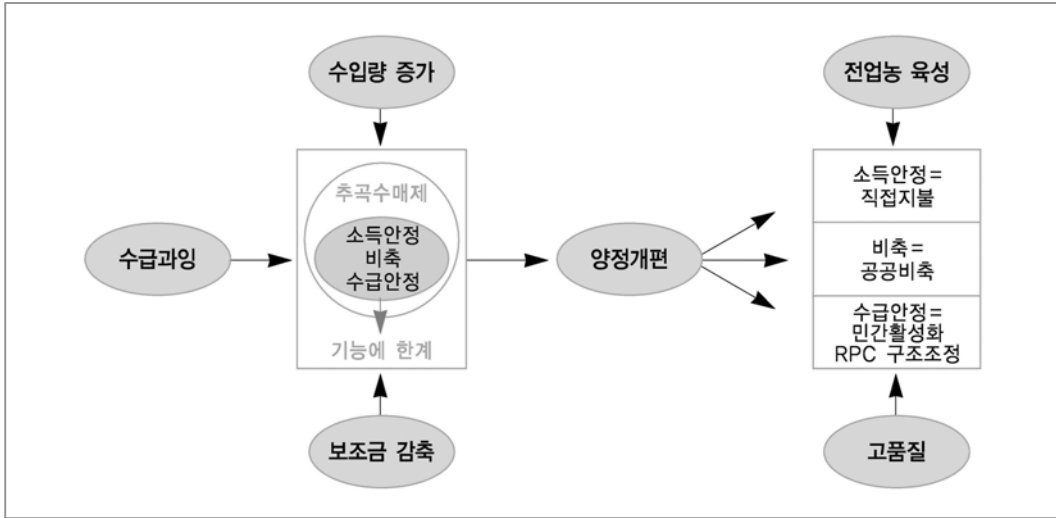 수입량 증가
전업농 육성
추곡수매제
소득안정
비축
수급안정
기능에 한계
수급과잉
양정개편
소득안정=
직접지불
비축=
공공비축
수급안정=
민간활성화
RPC 구조조정
보조금 감축
고품질